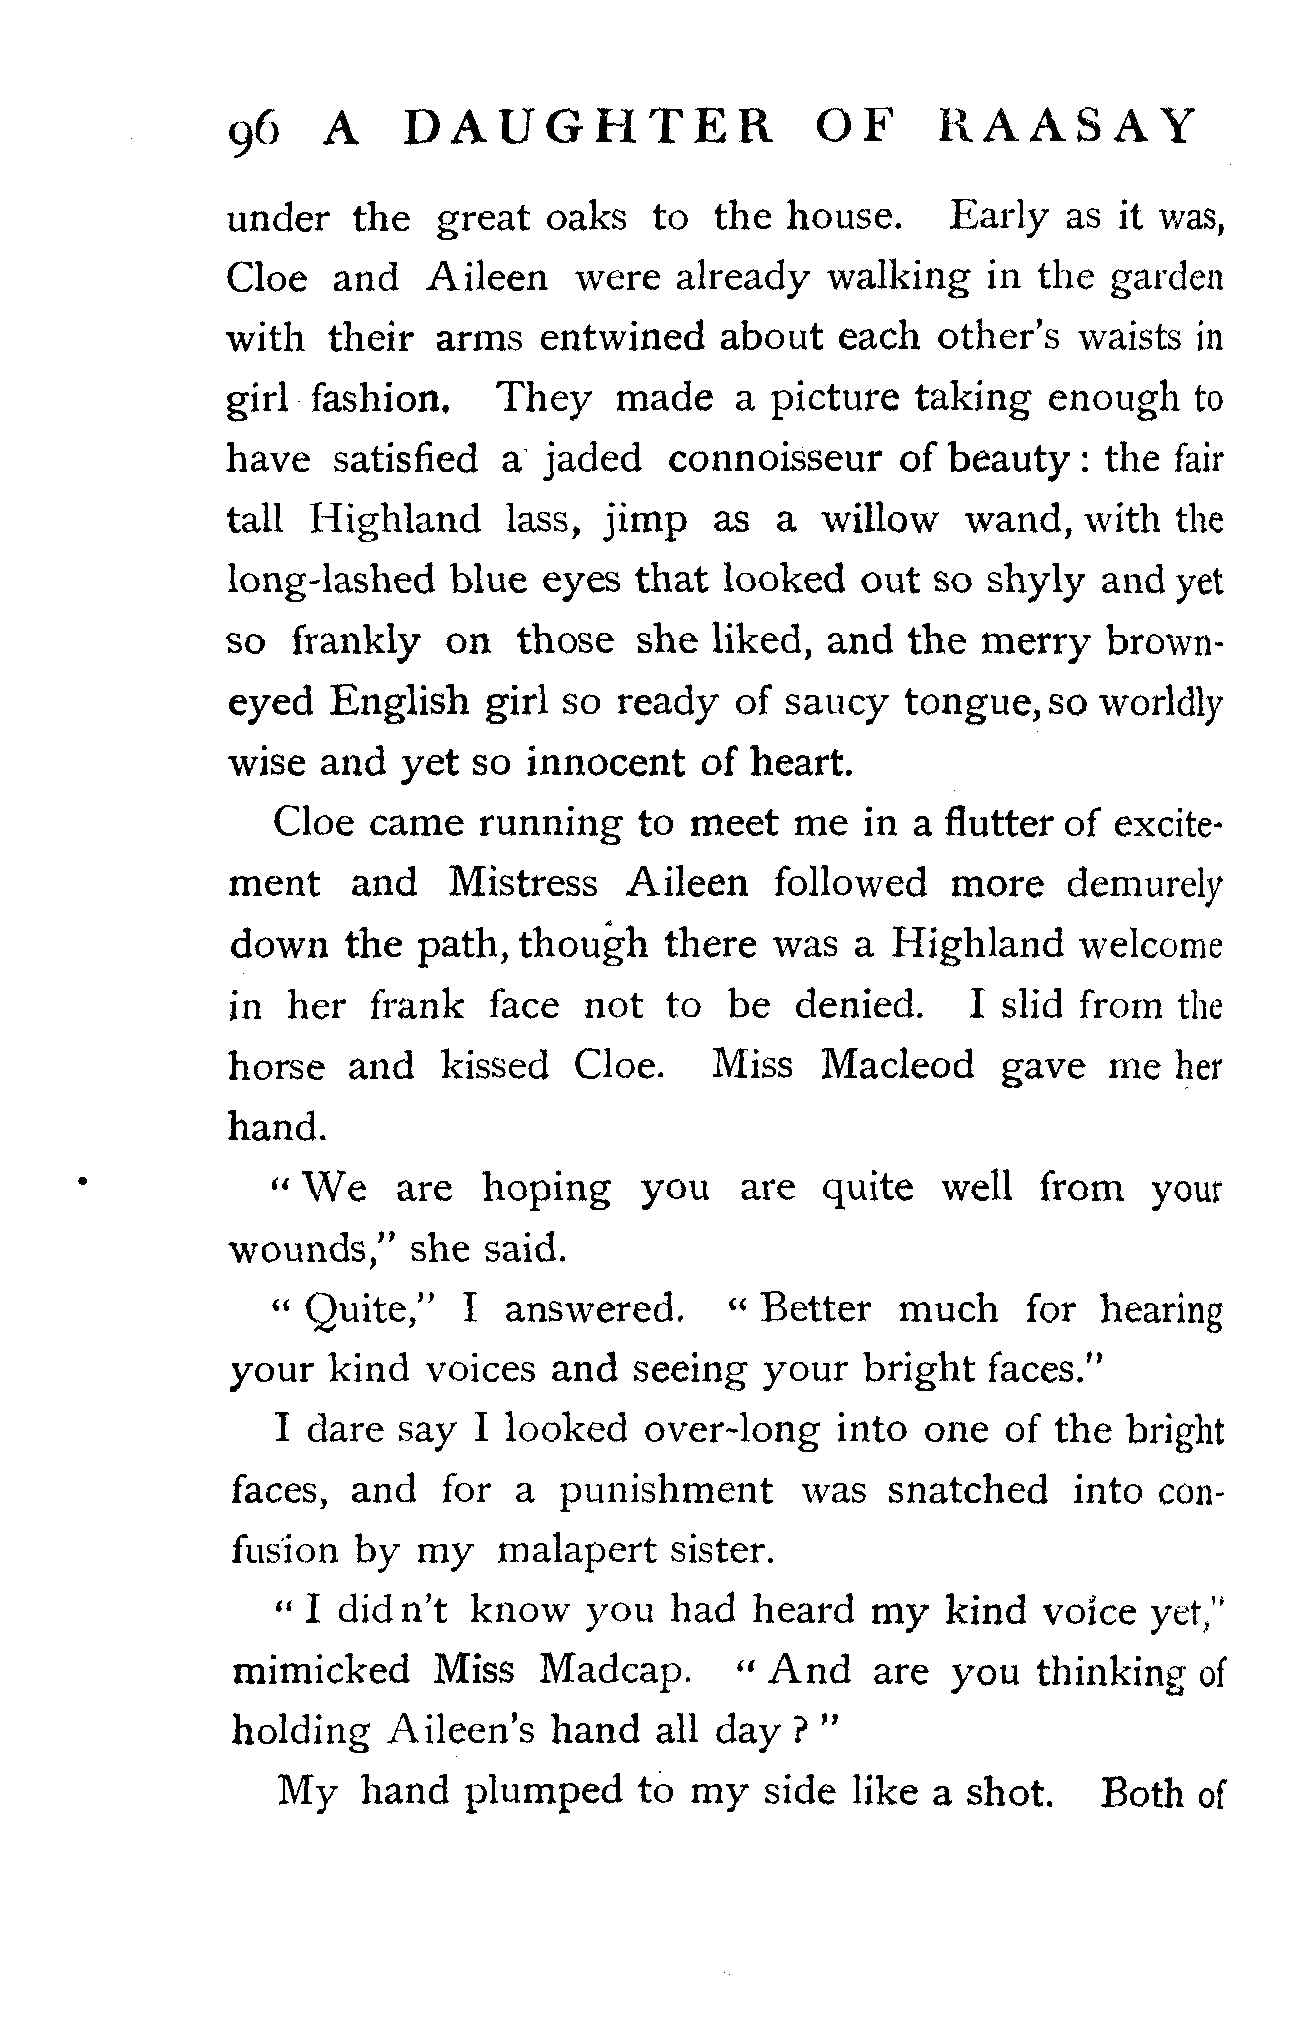 96 A DAUGHTER OF RAASAY
under the great oaks to the house. Early as it was,
Cloe and Aileen were already walking in the garden
with their arms entwined about each other's waists in
girl fashion. They made a picture taking enough to
have satisfied a jaded connoisseur of beauty : the fair
tall Highland lass, jimp as a willow wand, with the
long-lashed blue eyes that looked out so shyly and yet
so frankly on those she liked, and the merry brown-
eyed English girl so ready of saucy tongue, so worldly
wise and yet so innocent of heart.
Cloe came running to meet me in a flutter of excite-
ment and Mistress Aileen followed more demurely
down the path, though there was a Highland welcome
in her frank face not to be denied. I slid from the
horse and kissed Cloe. Miss Macleod gave me her
hand.
" We are hoping you are quite well from your
wounds," she said.
" Quite," I answered. " Better much for hearing
your kind voices and seeing your bright faces."
I dare say I looked over-long into one of the bright
faces, and for a punishment was snatched into con-
fusion by my malapert sister.
" I didn't know you had heard my kind voice yet,"
mimicked Miss Madcap. " And are you thinking of
holding Aileen's hand all day ? "
My hand plumped to my side like a shot. Both of